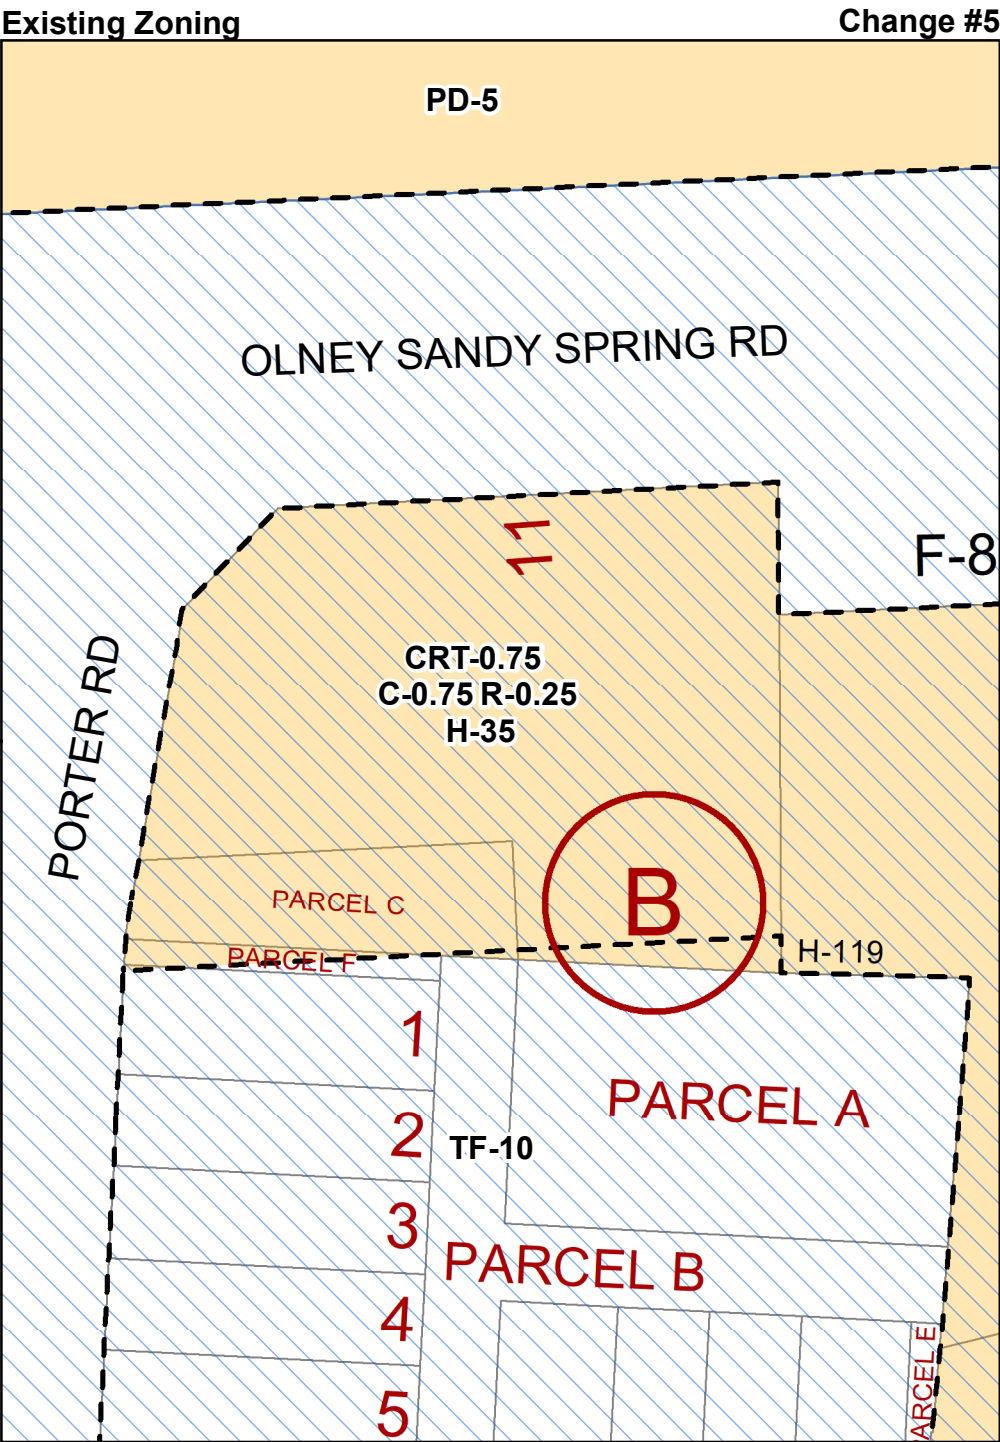 Existing Zoning
Change #5
PD-5
OLNEY SANDY SPRING RD
11
F-8
PORTER RD
CRT-0.75
C-0.75 R-0.25
H-35
B
PARCEL C
H-119
PARCEL F
1
PARCEL A
2
TF-10
3
PARCEL B
4
ARCEL E
5